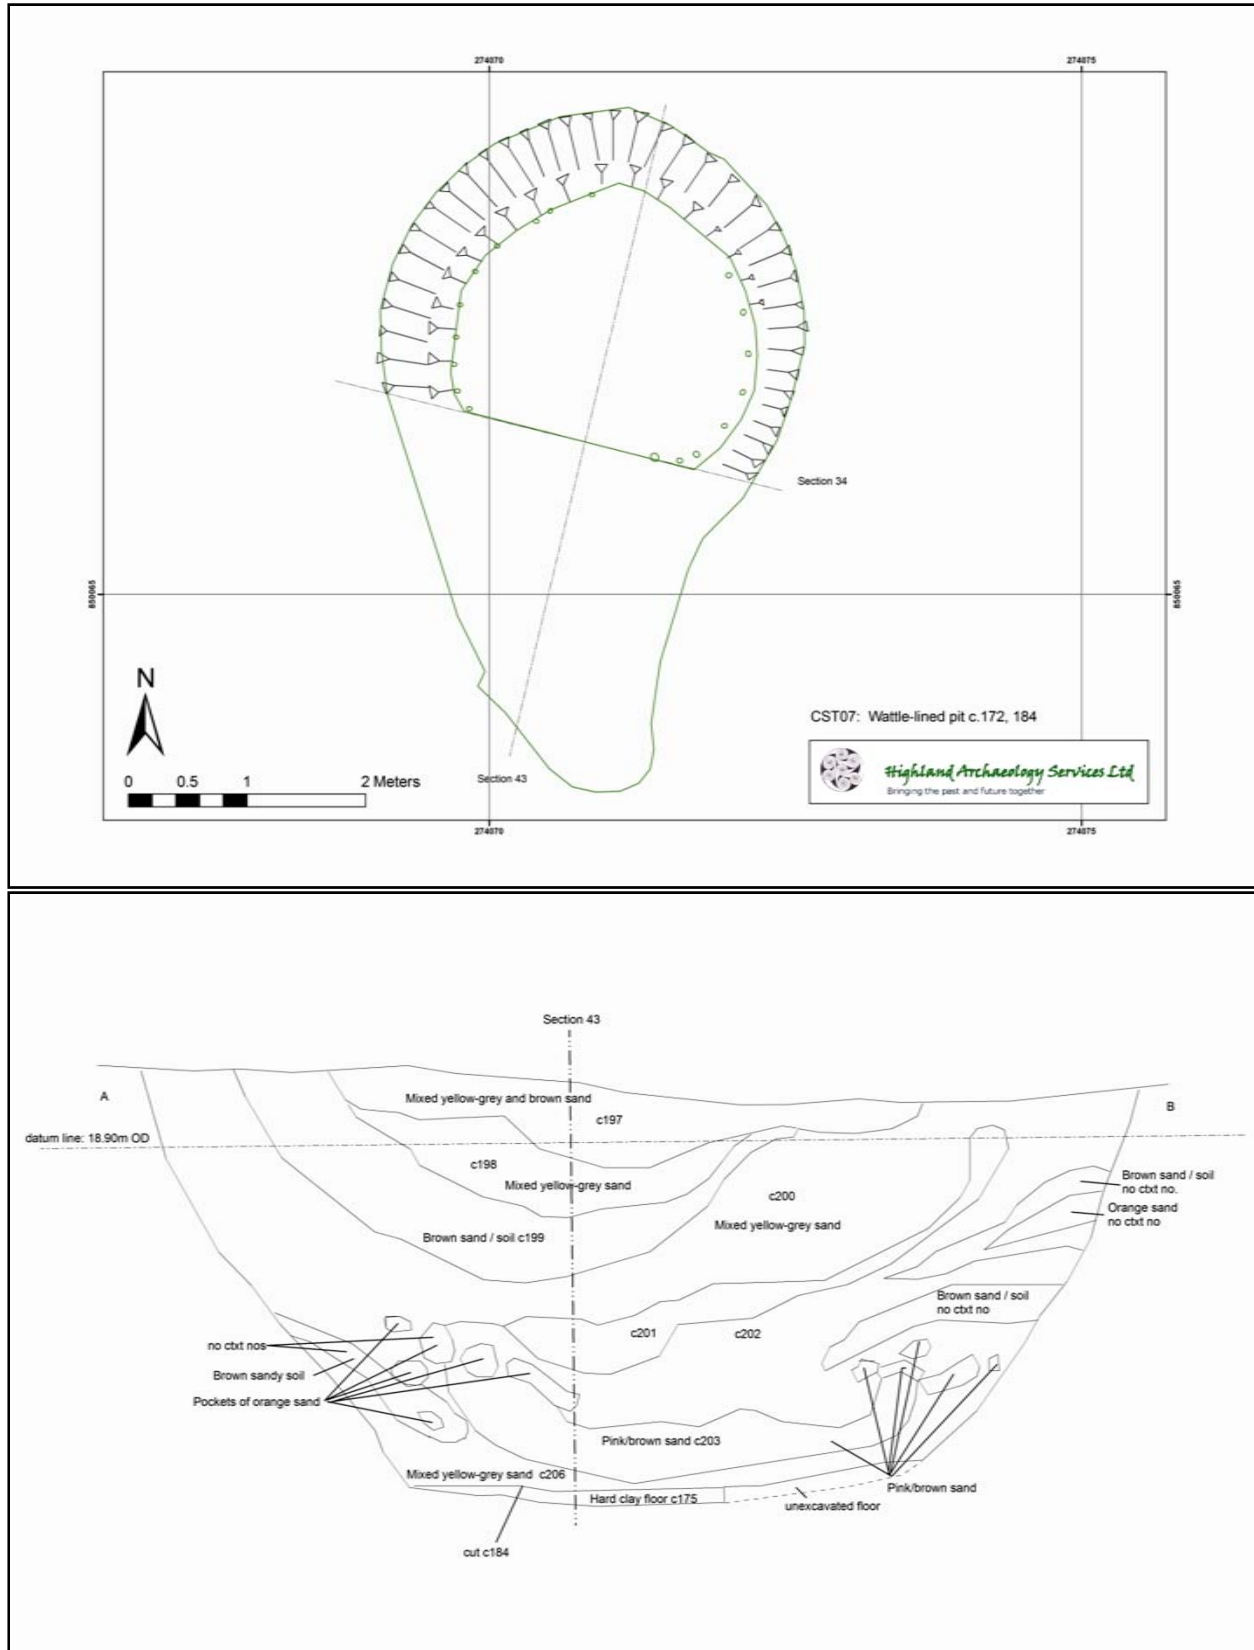 274070
274075
850065
850065
Section 34
N
CST07: Wattle-lined pit c.172, 184
0 0.5 1 2 Meters
Highland Archaeology Services Ltd
Bringing the past and future together
Section 43
274070
274075
Section 43
A
Mixed yellow-grey and brown sand
c197
B
datum line: 18.90m OD
c198
Mixed yellow-grey sand
Brown sand / soil
no ctxt no.
c200
Orange sand
no ctxt no
Mixed yellow-grey sand
Brown sand / soil c199
Brown sand / soil
no ctxt no
c201
c202
no ctxt nos
Brown sandy soil
Pockets of orange sand
Pink/brown sand c203
Mixed yellow-grey sand c206
Pink/brown sand
Hard clay floor c175
unexcavated floor
cut c184